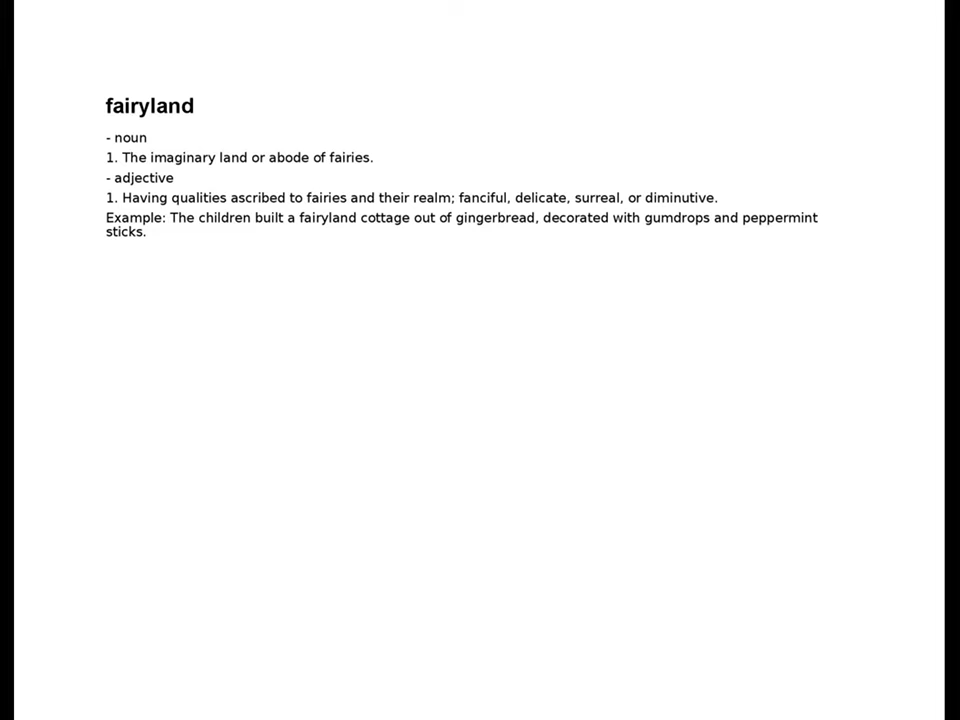 fairyland
- noun
1. The imaginary land or abode of fairies.
- adjective
1. Having qualities ascribed to fairies and their realm; fanciful, delicate, surreal, or diminutive.
Example: The children built a fairyland cottage out of gingerbread, decorated with gumdrops and peppermint
sticks.